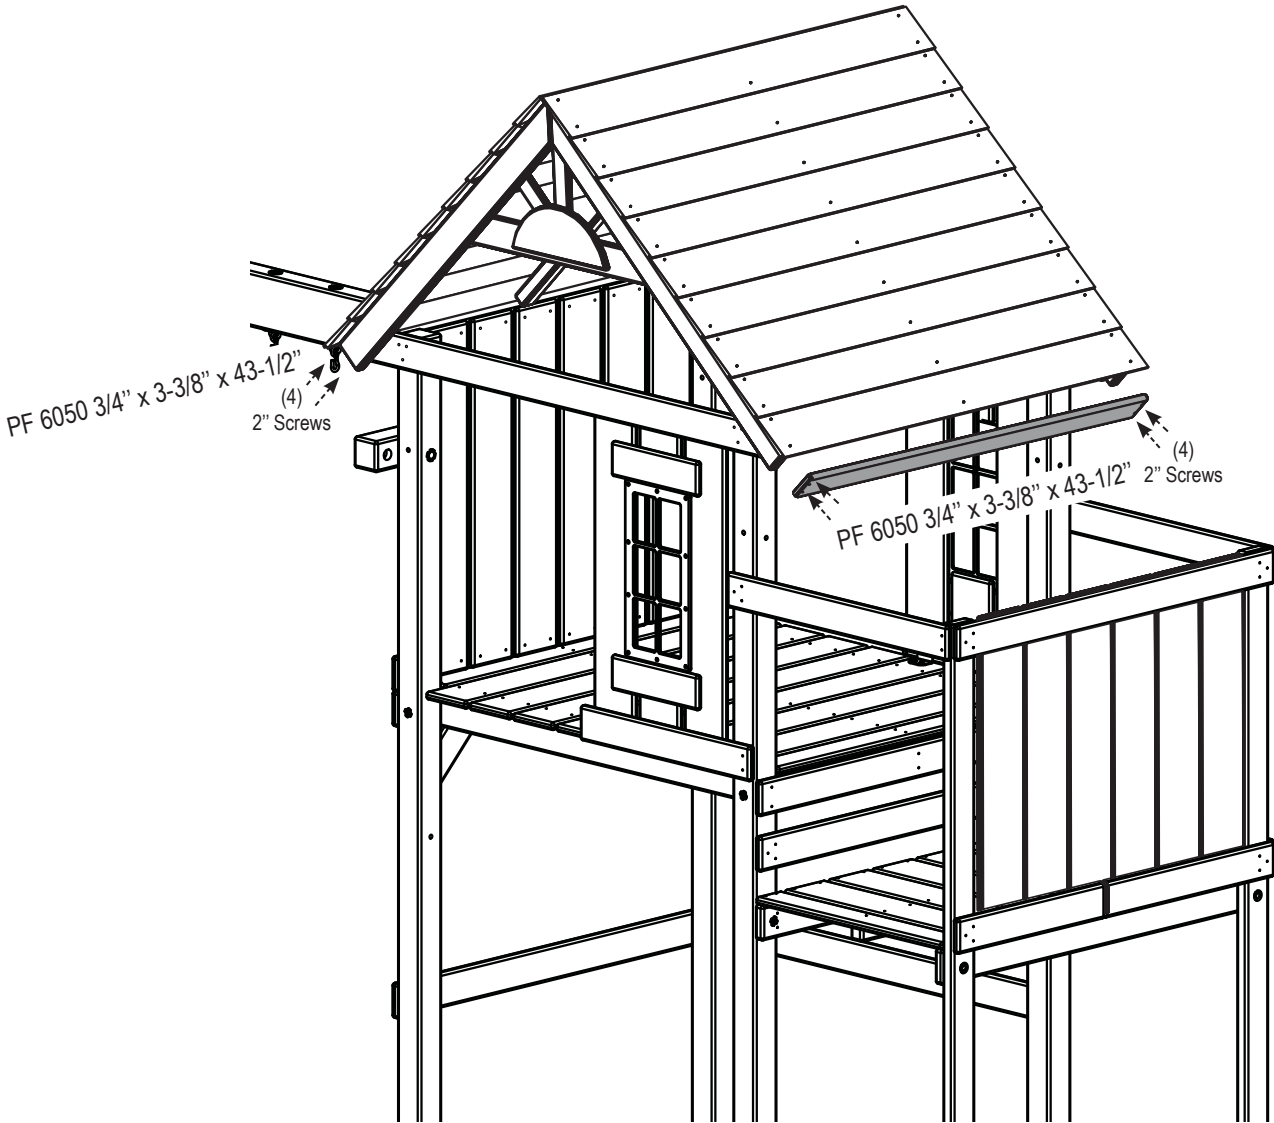 PF 6050 3/4” x 3-3/8” x 43-1/2”
(4)
2” Screws
(4)
2” Screws
PF 6050 3/4” x 3-3/8” x 43-1/2”